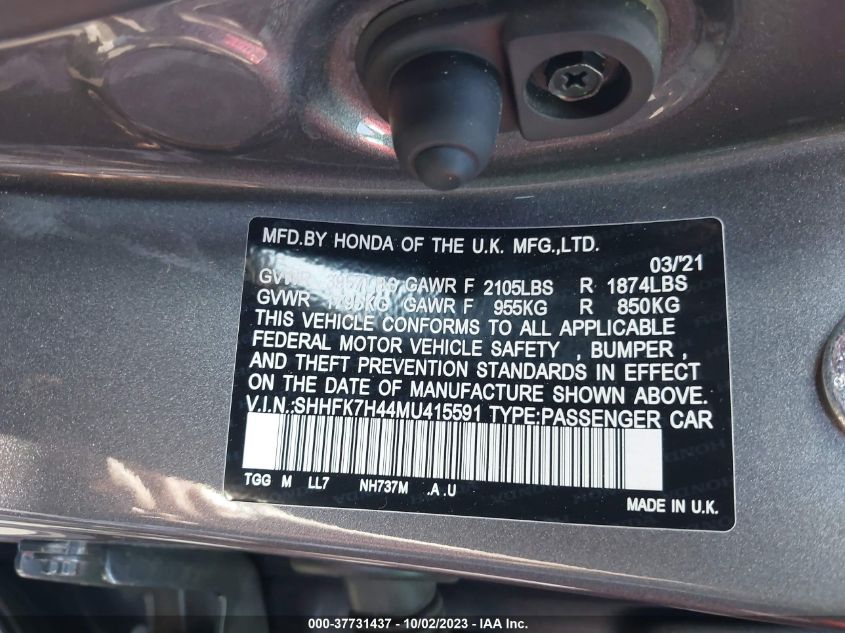 MFD.BY HONDA OF THE U.K. MFG.,LTD.
03/'21
GVWR GAWR F 2105LBS R 1874LBS
GVWR GAWR F 955KG R 850KG
THIS VEHICLE CONFORMS TO ALL APPLICABLE
FEDERAL MOTOR VEHICLE SAFETY , BUMPER ,
AND THEFT PREVENTION STANDARDS IN EFFECT
ON THE DATE OF MANUFACTURE SHOWN ABOVE.
V.I.N.:SHHFK7H44MU415591 TYPE:PASSENGER CAR
TGG M LL7 NH737M .A .U
MADE IN U.K.
000-37731437 - 10/02/2023 - IAA Inc.